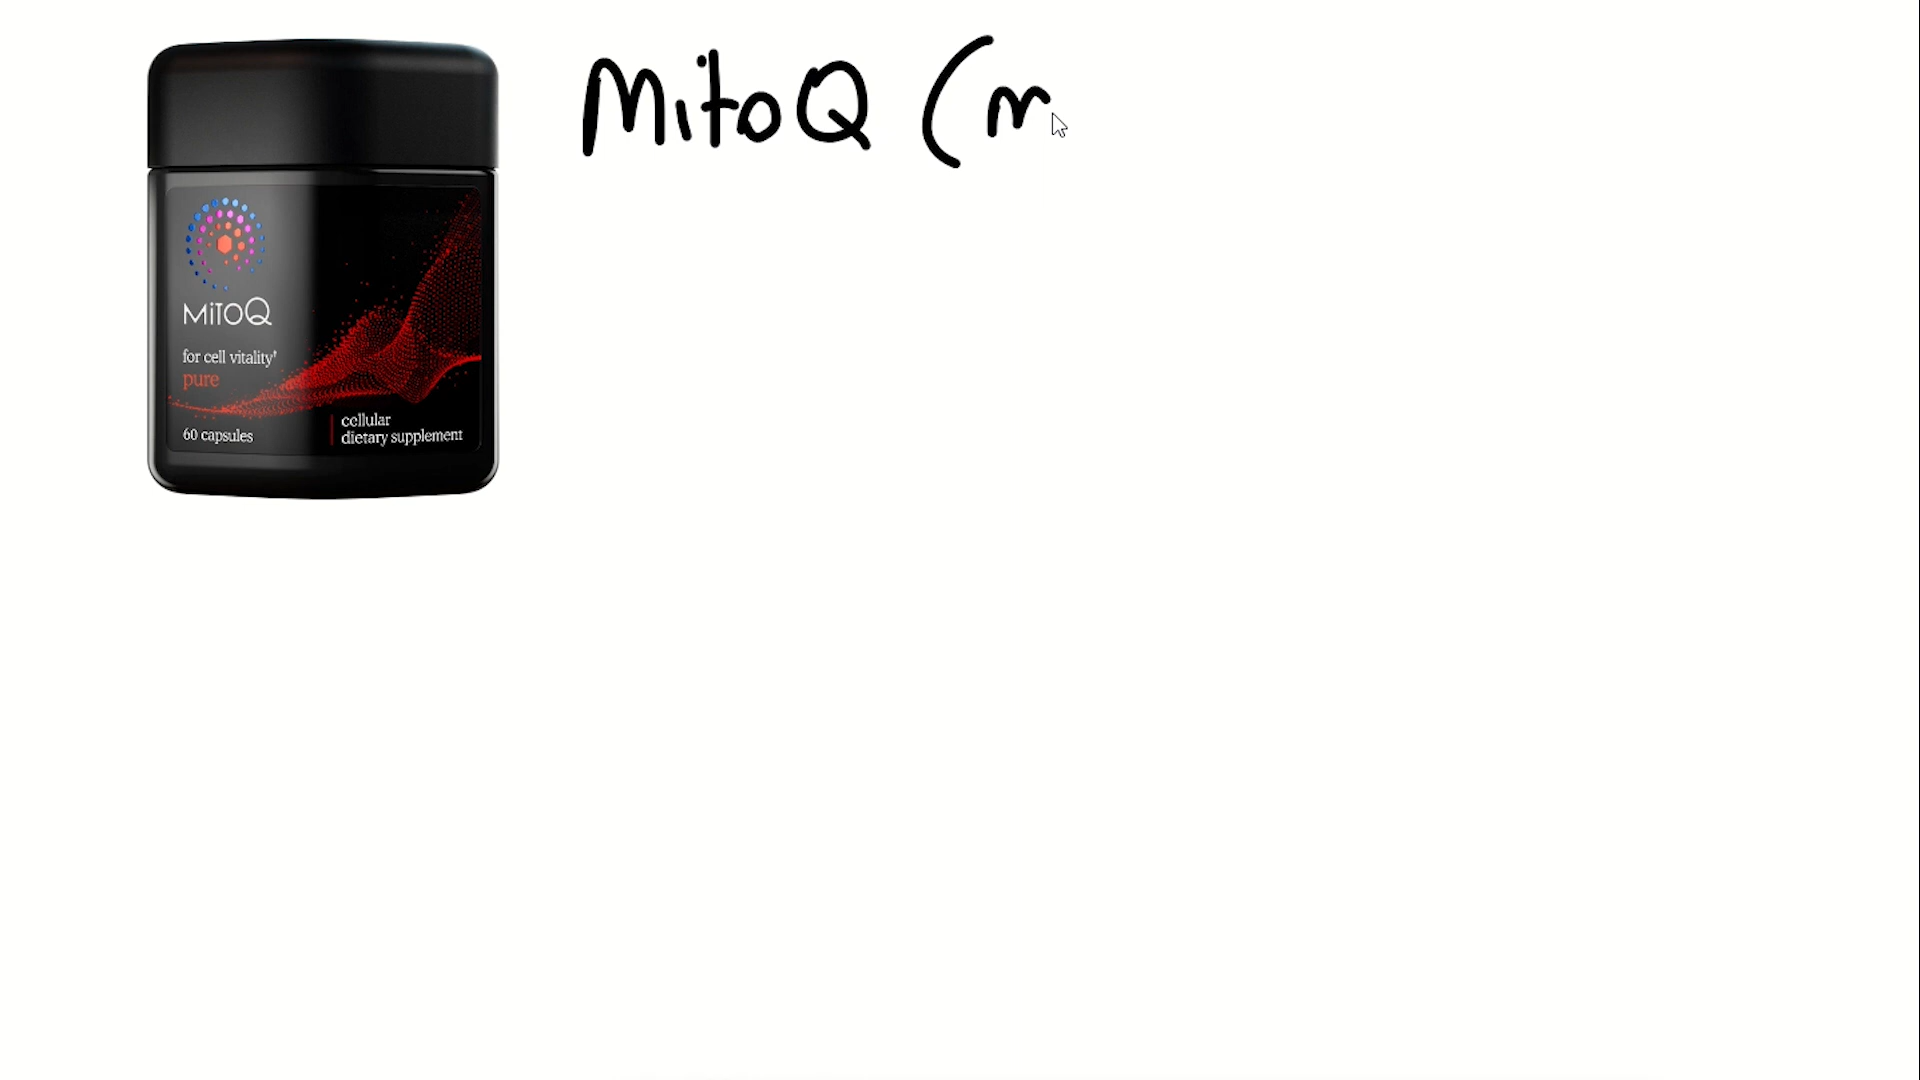 MitoQ (m
MitoQ
for cell vitality†
pure
60 capsules
cellular
dietary supplement